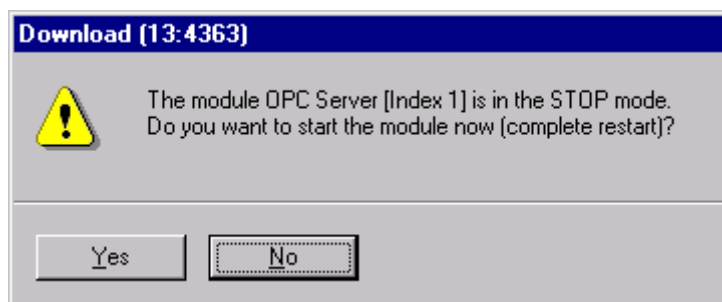 Download (13:4363)
The module OPC Server [Index 1] is in the STOP mode.
Do you want to start the module now (complete restart)?
Yes
No